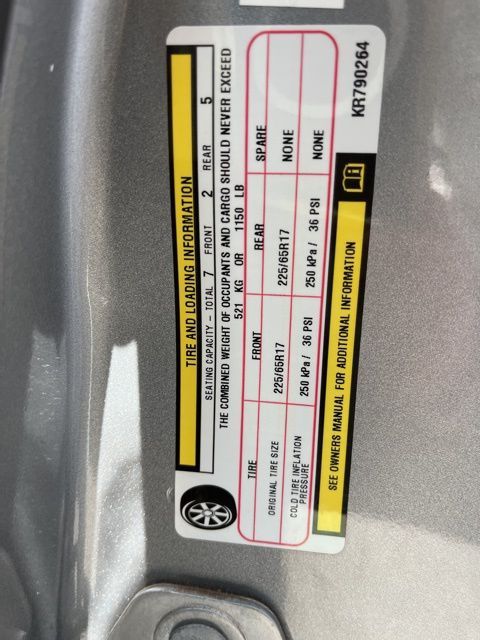 TIRE AND LOADING INFORMATION
SEATING CAPACITY – TOTAL 7 FRONT 2 REAR 5
THE COMBINED WEIGHT OF OCCUPANTS AND CARGO SHOULD NEVER EXCEED
521 KG OR 1150 LB
TIRE FRONT REAR SPARE
ORIGINAL TIRE SIZE 225/65R17 225/65R17 NONE
COLD TIRE INFLATION
PRESSURE 250 kPa / 36 PSI 250 kPa / 36 PSI NONE
SEE OWNERS MANUAL FOR ADDITIONAL INFORMATION
KR790264